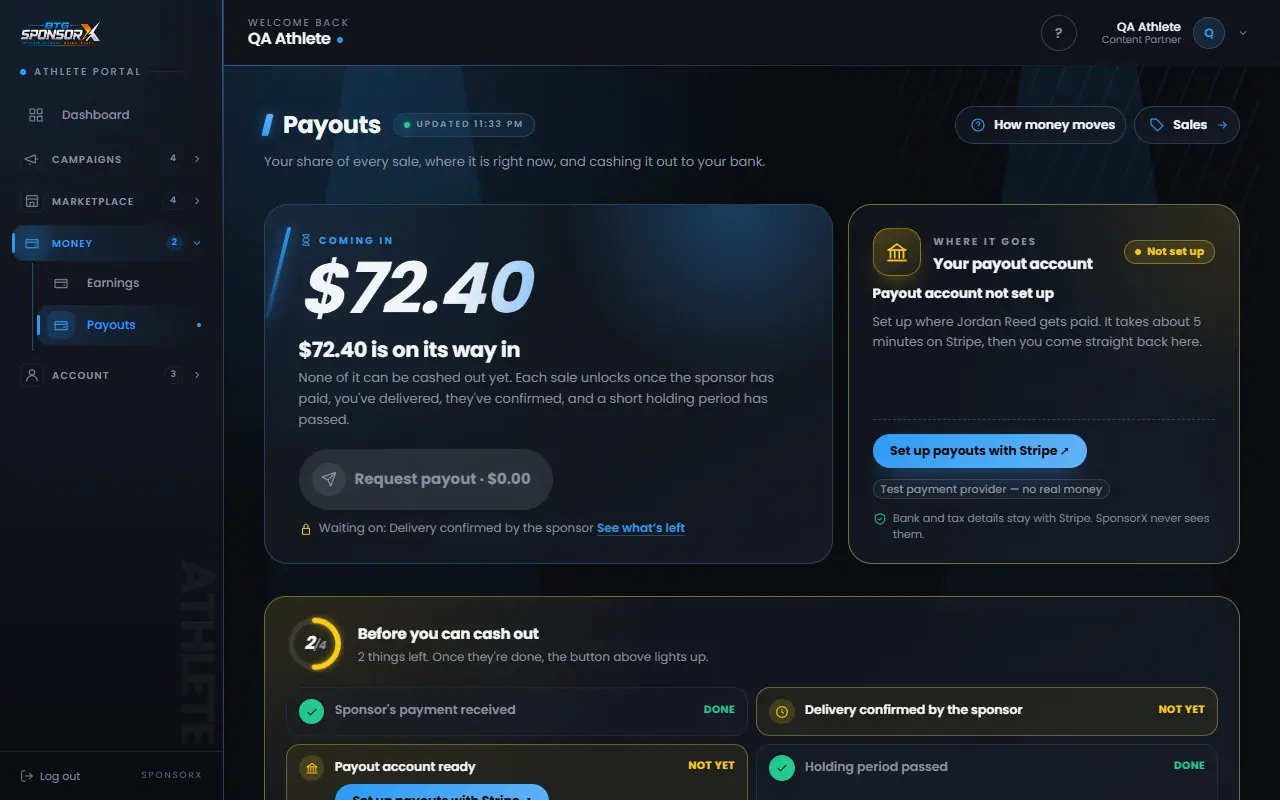 BTG
SPONSORX
ATHLETE PORTAL
Dashboard
CAMPAIGNS 4
MARKETPLACE 4
MONEY 2
Earnings
Payouts
ACCOUNT 3
ATHLETE
Log out
SPONSORX
WELCOME BACK
QA Athlete
?
QA Athlete
Content Partner
Q
Payouts
UPDATED 11:33 PM
How money moves
Sales →
Your share of every sale, where it is right now, and cashing it out to your bank.
COMING IN
$72.40
$72.40 is on its way in
None of it can be cashed out yet. Each sale unlocks once the sponsor has
paid, you've delivered, they've confirmed, and a short holding period has
passed.
Request payout · $0.00
Waiting on: Delivery confirmed by the sponsor See what's left
WHERE IT GOES
Your payout account
Not set up
Payout account not set up
Set up where Jordan Reed gets paid. It takes about 5
minutes on Stripe, then you come straight back here.
Set up payouts with Stripe ↗
Test payment provider — no real money
Bank and tax details stay with Stripe. SponsorX never sees
them.
2/4
Before you can cash out
2 things left. Once they're done, the button above lights up.
Sponsor's payment received DONE
Delivery confirmed by the sponsor NOT YET
Payout account ready NOT YET
Set up payouts with Stripe ↗
Holding period passed DONE